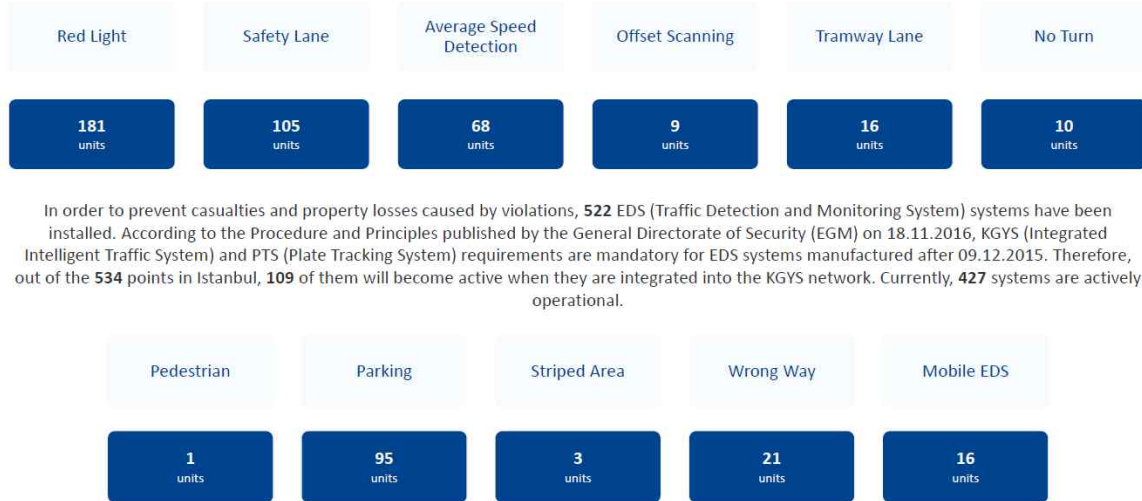 Red Light
Safety Lane
Average Speed
Detection
Offset Scanning
Tramway Lane
No Turn
181
units
105
units
68
units
9
units
16
units
10
units
In order to prevent casualties and property losses caused by violations, 522 EDS (Traffic Detection and Monitoring System) systems have been
installed. According to the Procedure and Principles published by the General Directorate of Security (EGM) on 18.11.2016, KGYS (Integrated
Intelligent Traffic System) and PTS (Plate Tracking System) requirements are mandatory for EDS systems manufactured after 09.12.2015. Therefore,
out of the 534 points in Istanbul, 109 of them will become active when they are integrated into the KGYS network. Currently, 427 systems are actively
operational.
Pedestrian
Parking
Striped Area
Wrong Way
Mobile EDS
1
units
95
units
3
units
21
units
16
units